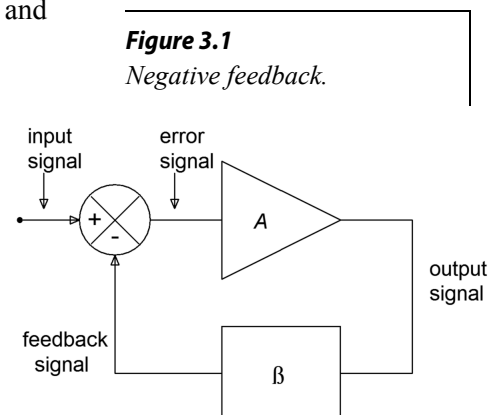 and
Figure 3.1
Negative feedback.
input
signal
error
signal
+
-
A
output
signal
feedback
signal
ß